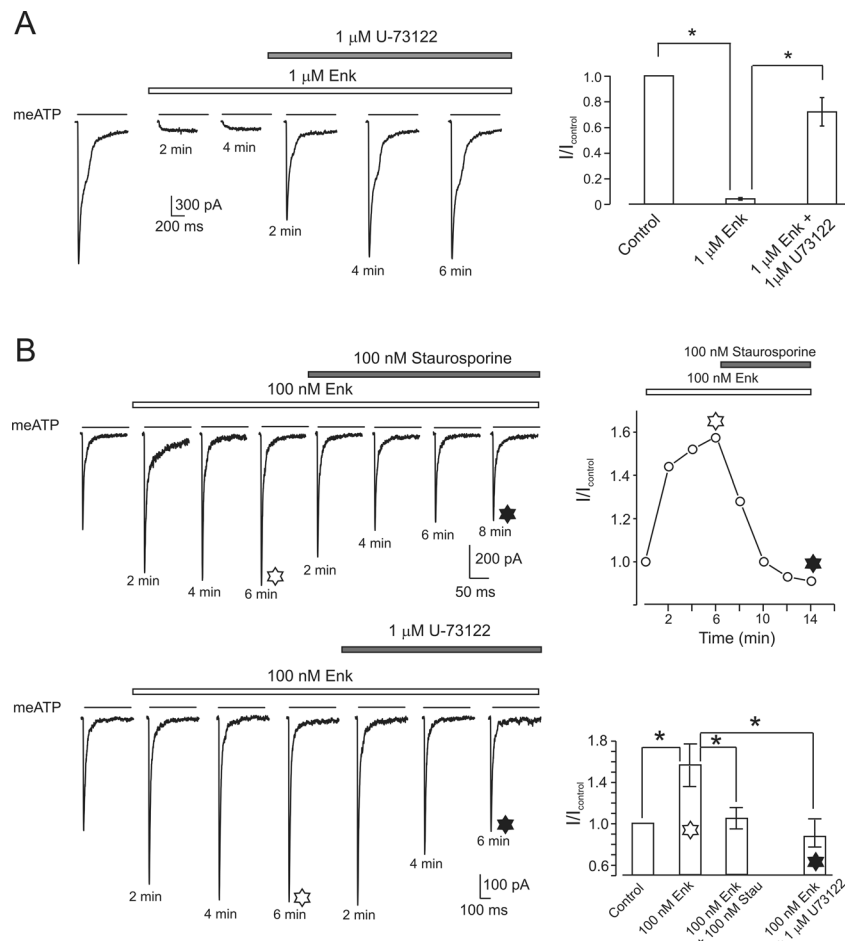 A
1 μM U-73122
1 μM Enk
meATP
2 min
4 min
300 pA
200 ms
2 min
4 min
6 min
*
*
1.0
0.8
0.6
0.4
0.2
0
I/Icontrol
Control
1 μM Enk
1 μM Enk +
1μM U73122
B
100 nM Staurosporine
100 nM Enk
meATP
2 min
4 min
6 min
2 min
4 min
6 min
8 min
200 pA
50 ms
100 nM Staurosporine
100 nM Enk
1.6
1.4
1.2
1.0
I/Icontrol
2
6
10
14
Time (min)
1 μM U-73122
100 nM Enk
meATP
2 min
4 min
6 min
2 min
4 min
6 min
100 pA
100 ms
*
*
*
1.8
1.4
1.0
0.6
I/Icontrol
Control
100 nM Enk
100 nM Enk
100 nM Stau
100 nM Enk
1 μM U73122